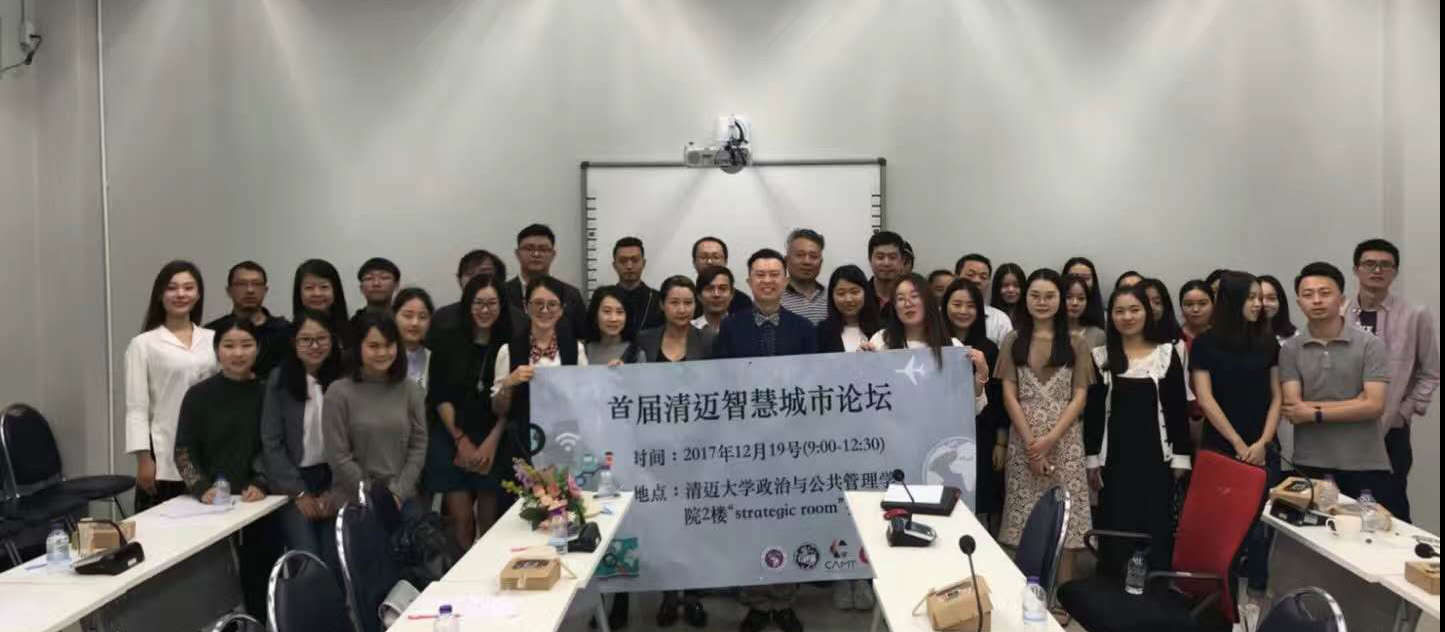 首届清迈智慧城市论坛
时间：2017年12月19号(9:00-12:30)
地点：清迈大学政治与公共管理学
院2楼“strategic room”
CAMT